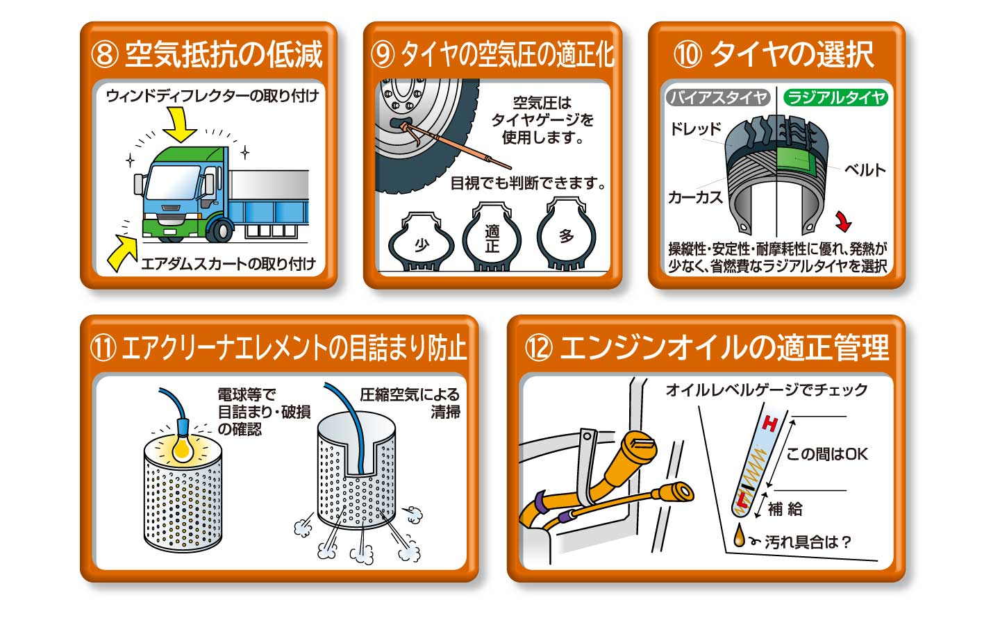 ⑧ 空気抵抗の低減
ウィンドディフレクターの取り付け
エアダムスカートの取り付け
⑨ タイヤの空気圧の適正化
空気圧は
タイヤゲージを
使用します。
目視でも判断できます。
少
適正
多
⑩ タイヤの選択
バイアスタイヤ
ラジアルタイヤ
ドレッド
ベルト
カーカス
操縦性・安定性・耐摩耗性に優れ、発熱が
少なく、省燃費なラジアルタイヤを選択
⑪ エアクリーナエレメントの目詰まり防止
電球等で
目詰まり・破損
の確認
圧縮空気による
清掃
⑫ エンジンオイルの適正管理
オイルレベルゲージでチェック
H
この間はOK
L
補給
汚れ具合は？